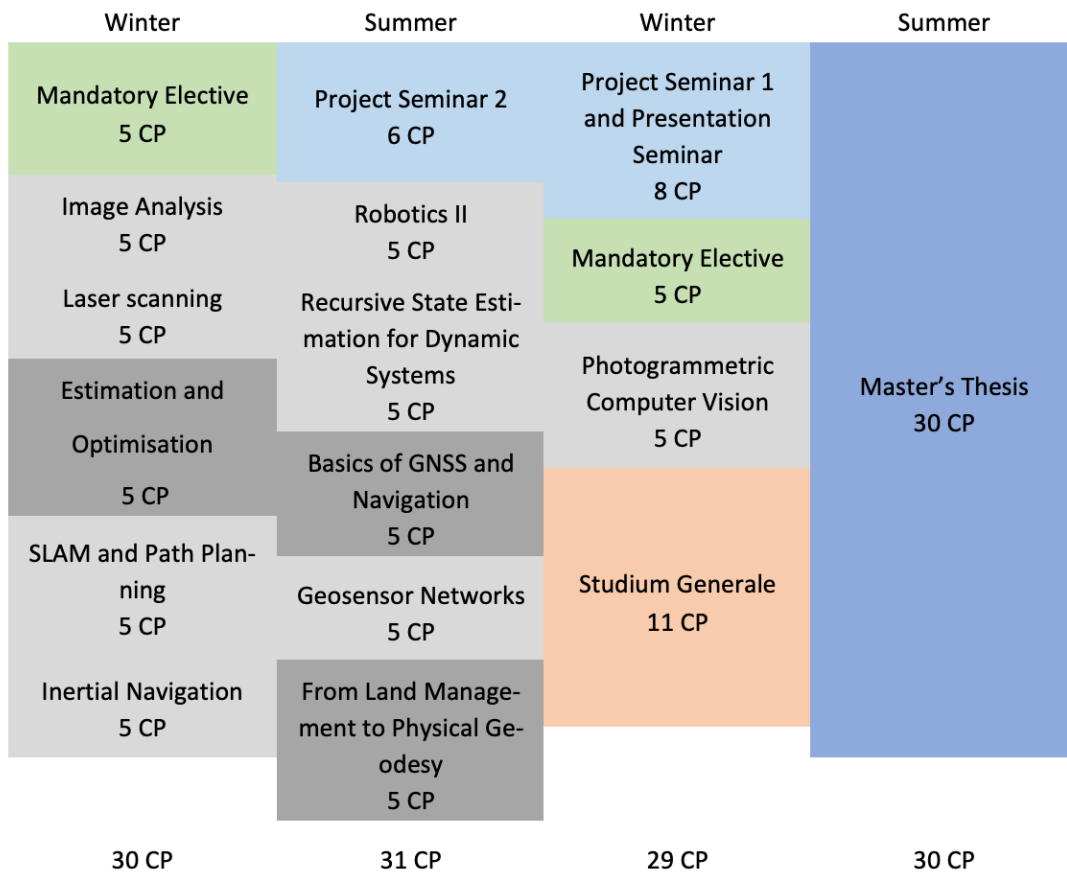 Winter
Summer
Winter
Summer
Mandatory Elective
5 CP
Image Analysis
5 CP
Laser scanning
5 CP
Estimation and
Optimisation
5 CP
SLAM and Path Plan-
ning
5 CP
Inertial Navigation
5 CP
Project Seminar 2
6 CP
Robotics II
5 CP
Recursive State Esti-
mation for Dynamic
Systems
5 CP
Basics of GNSS and
Navigation
5 CP
Geosensor Networks
5 CP
From Land Manage-
ment to Physical Ge-
odesy
5 CP
Project Seminar 1
and Presentation
Seminar
8 CP
Mandatory Elective
5 CP
Photogrammetric
Computer Vision
5 CP
Studium Generale
11 CP
Master’s Thesis
30 CP
30 CP
31 CP
29 CP
30 CP